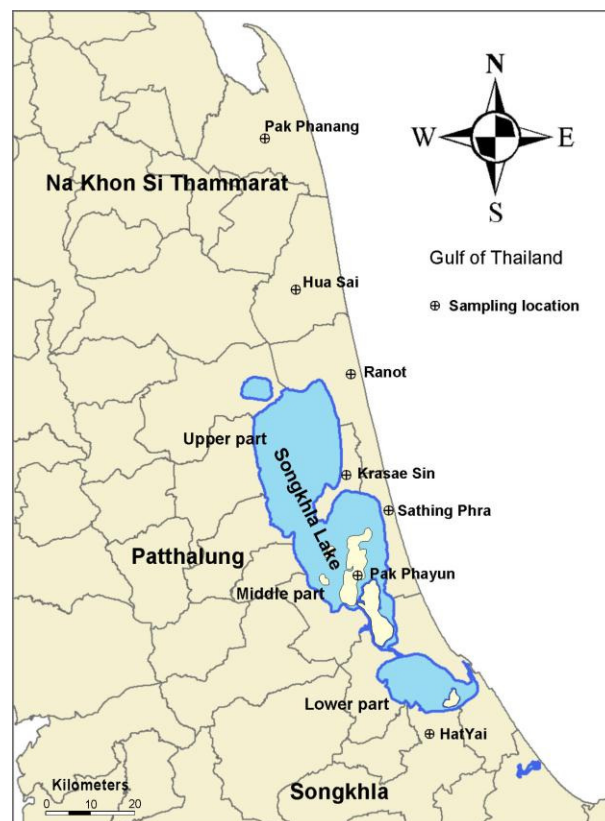 N
W E
S
Pak Phanang
Na Khon Si Thammarat
Gulf of Thailand
Hua Sai
Sampling location
Ranot
Upper part
Songkhla Lake
Krasae Sin
Sathing Phra
Patthalung
Pak Phayun
Middle part
Lower part
HatYai
Kilometers
0 10 20
Songkhla